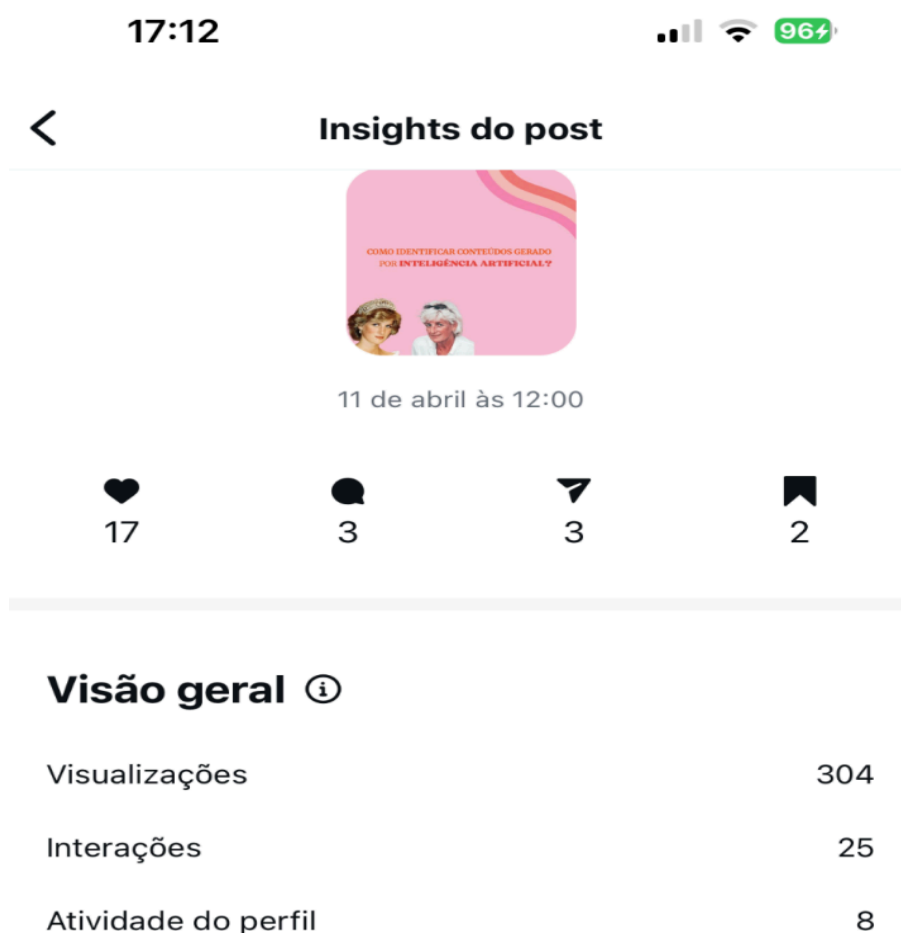 17:12
96
Insights do post
COMO IDENTIFICAR CONTEÚDOS GERADO
POR INTELIGÊNCIA ARTIFICIAL?
11 de abril às 12:00
17 3 3 2
Visão geral
Visualizações 304
Interações 25
Atividade do perfil 8